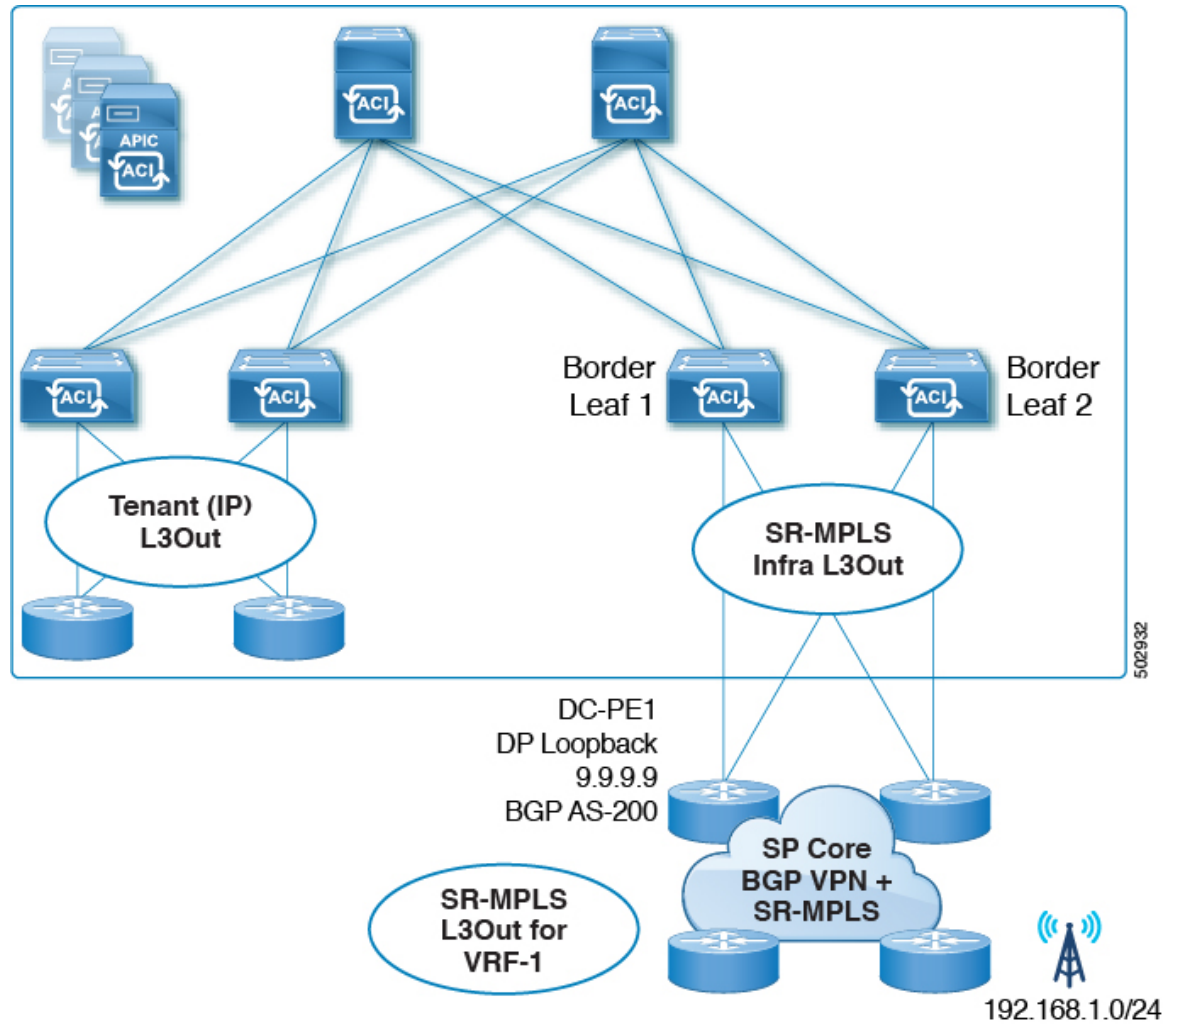 ACI
ACI
A
A
APIC
ACI
ACI
ACI
Border
Leaf 1
ACI
ACI
Border
Leaf 2
Tenant (IP)
L3Out
SR-MPLS
Infra L3Out
502932
DC-PE1
DP Loopback
9.9.9.9
BGP AS-200
SP Core
BGP VPN +
SR-MPLS
SR-MPLS
L3Out for
VRF-1
192.168.1.0/24